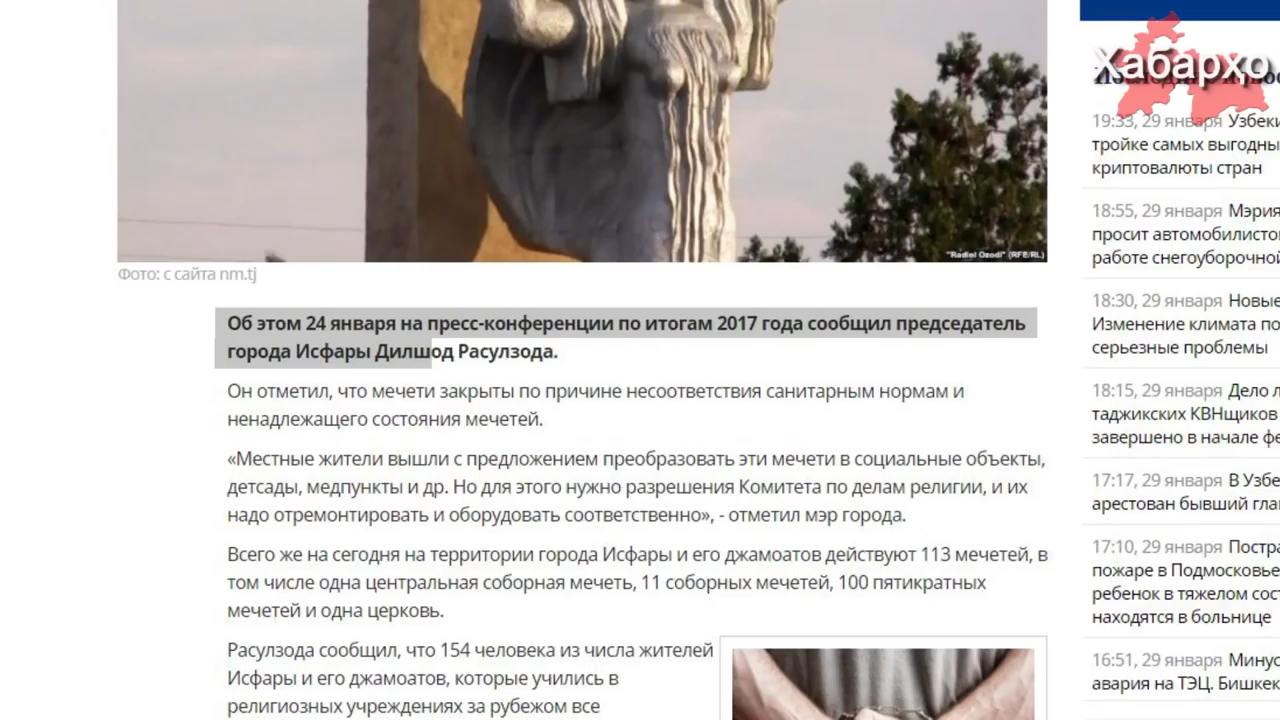 "Radioi Ozodi" (RFE/RL)
Фото: с сайта nm.tj
Об этом 24 января на пресс-конференции по итогам 2017 года сообщил председатель
города Исфары Дилшод Расулзода.
Он отметил, что мечети закрыты по причине несоответствия санитарным нормам и
ненадлежащего состояния мечетей.
«Местные жители вышли с предложением преобразовать эти мечети в социальные объекты,
детсады, медпункты и др. Но для этого нужно разрешения Комитета по делам религии, и их
надо отремонтировать и оборудовать соответственно», - отметил мэр города.
Всего же на сегодня на территории города Исфары и его джамоатов действуют 113 мечетей, в
том числе одна центральная соборная мечеть, 11 соборных мечетей, 100 пятикратных
мечетей и одна церковь.
Расулзода сообщил, что 154 человека из числа жителей
Исфары и его джамоатов, которые учились в
религиозных учреждениях за рубежом все
Хабархо.
19:33, 29 января Узбеки
тройке самых выгодны
криптовалюты стран
18:55, 29 января Мэрия
просит автомобилисто
работе снегоуборочной
18:30, 29 января Новые
Изменение климата по
серьезные проблемы
18:15, 29 января Дело л
таджикских КВНщиков
завершено в начале фе
17:17, 29 января В Узбе
арестован бывший гла
17:10, 29 января Постра
пожаре в Подмосковье
ребенок в тяжелом сост
находятся в больнице
16:51, 29 января Минус
авария на ТЭЦ. Бишкек